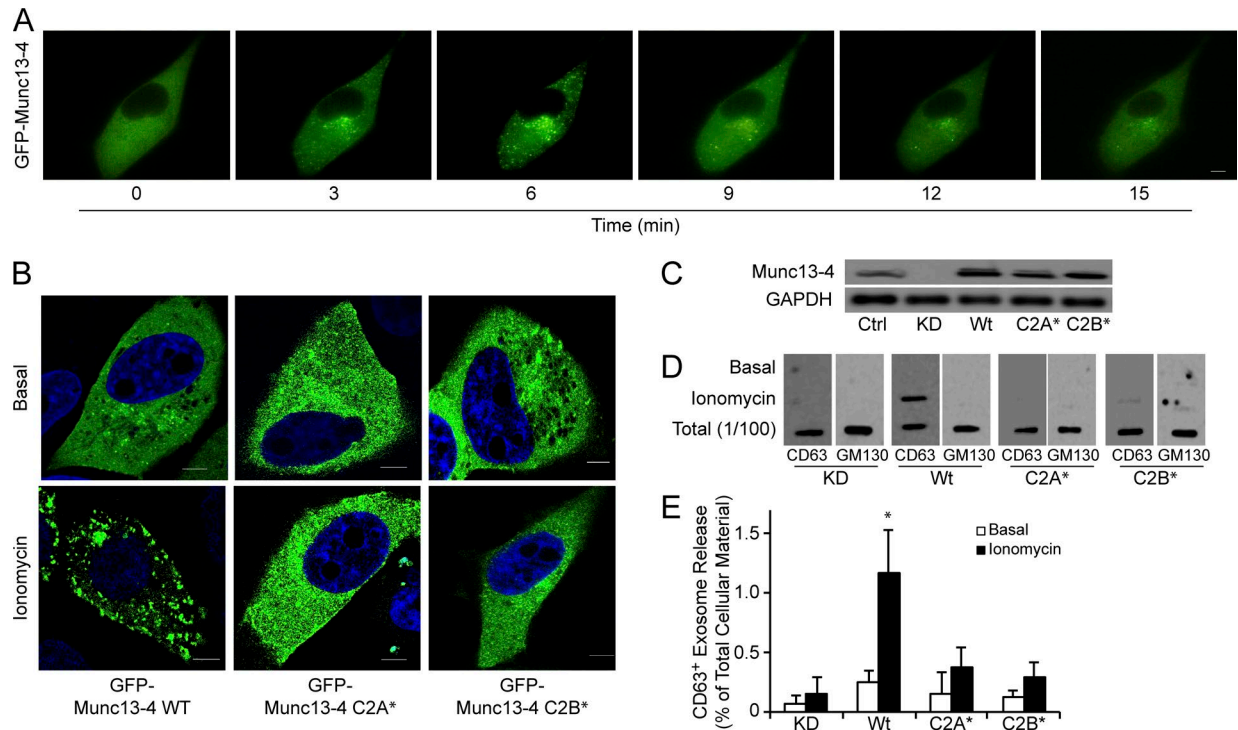 A
GFP-Munc13-4
0 3 6 9 12 15
Time (min)
B
Basal
Ionomycin
GFP-
Munc13-4 WT
GFP-
Munc13-4 C2A*
GFP-
Munc13-4 C2B*
C
Munc13-4
GAPDH
Ctrl KD Wt C2A* C2B*
D
Basal
Ionomycin
Total (1/100)
CD63 GM130 CD63 GM130 CD63 GM130 CD63 GM130
KD Wt C2A* C2B*
E
CD63+ Exosome Release
(% of Total Cellular Material)
1.5
0.5
0
*
Basal
Ionomycin
KD Wt C2A* C2B*